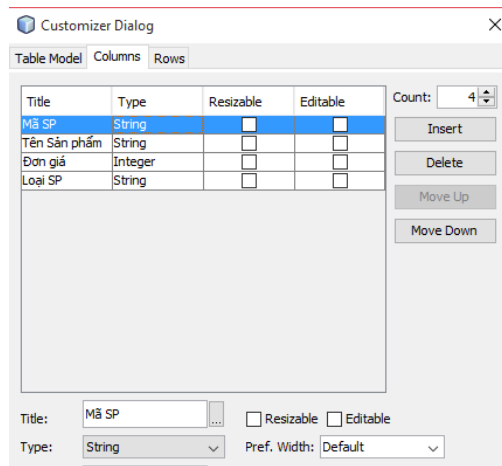 Customizer Dialog
Table Model Columns Rows
Title Type Resizable Editable Count: 4
Mã SP String Insert
Tên Sản phẩm String
Đơn giá Integer Delete
Loại SP String
Move Up
Move Down
Title: Mã SP ... Resizable Editable
Type: String Pref. Width: Default